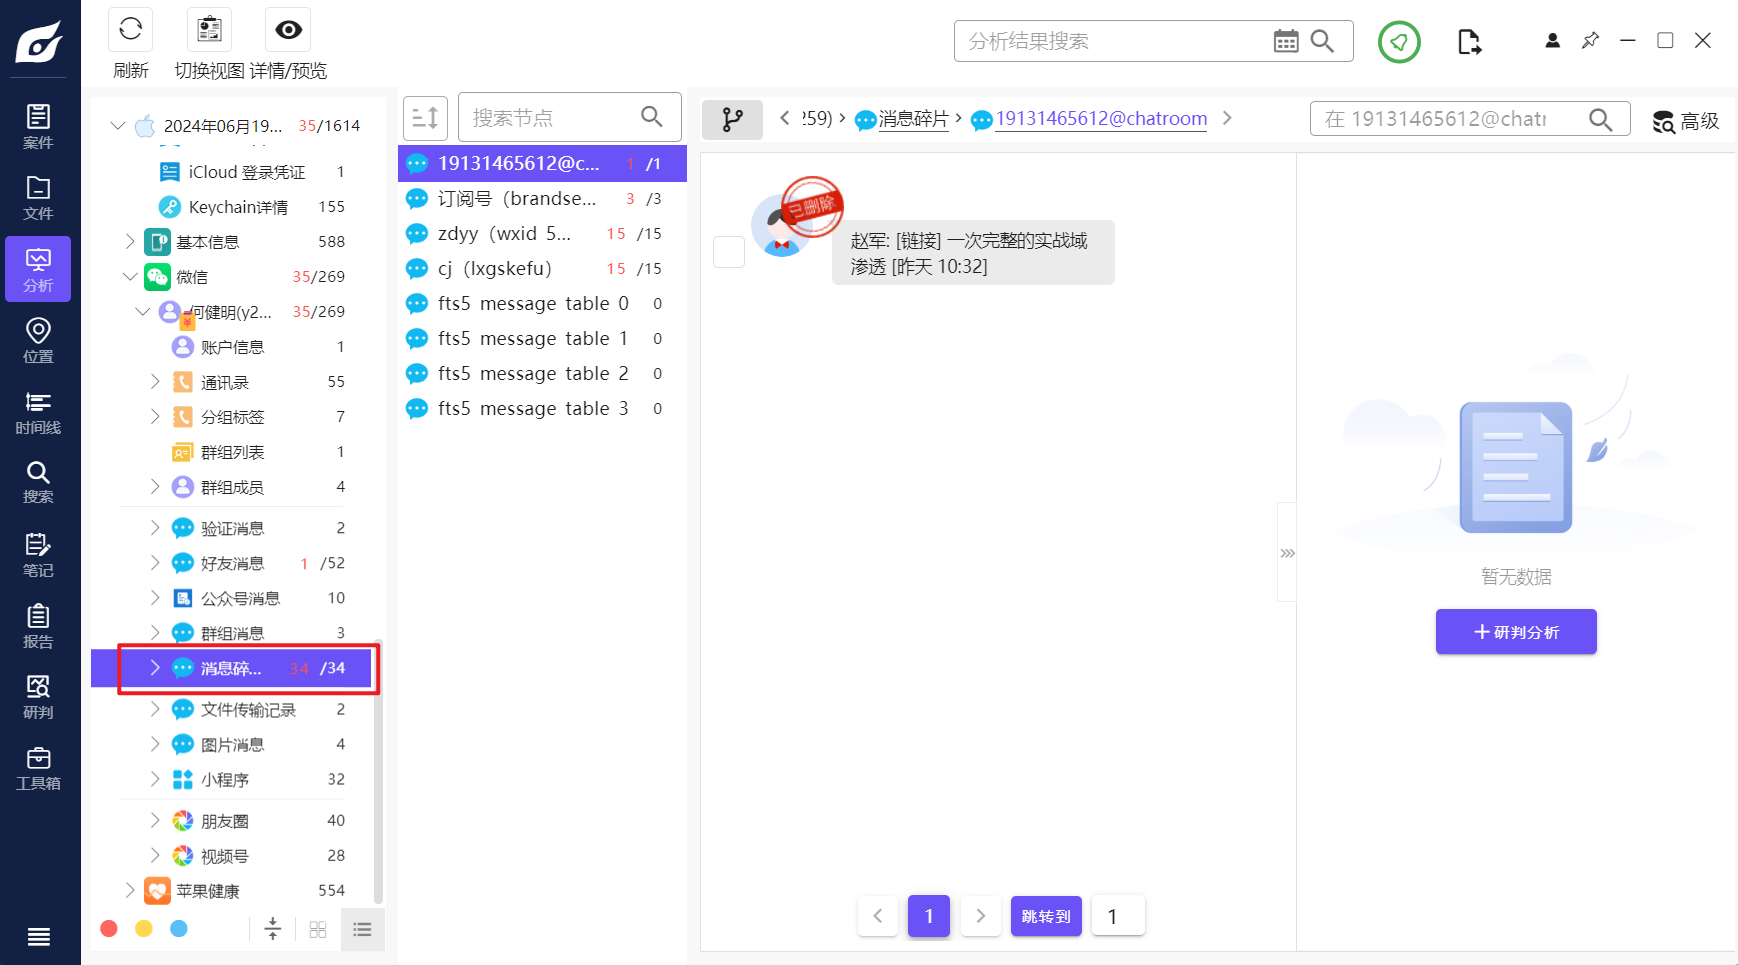 刷新
切换视图
详情/预览
分析结果搜索
案件
文件
分析
位置
时间线
搜索
笔记
报告
研判
工具箱
2024年06月19... 35/1614
iCloud 登录凭证 1
Keychain详情 155
基本信息 588
微信 35/269
何健明(y2... 35/269
账户信息 1
通讯录 55
分组标签 7
群组列表 1
群组成员 4
验证消息 2
好友消息 1 /52
公众号消息 10
群组消息 3
消息碎... 34 /34
文件传输记录 2
图片消息 4
小程序 32
朋友圈 40
视频号 28
苹果健康 554
搜索节点
19131465612@c... 1 /1
订阅号（brandse... 3 /3
zdyy（wxid 5... 15 /15
cj（lxgskefu） 15 /15
fts5 message table 0 0
fts5 message table 1 0
fts5 message table 2 0
fts5 message table 3 0
259) › 消息碎片 › 19131465612@chatroom
在 19131465612@chatr
高级
已删除
赵军: [链接] 一次完整的实战域
渗透 [昨天 10:32]
暂无数据
研判分析
1 跳转到 1